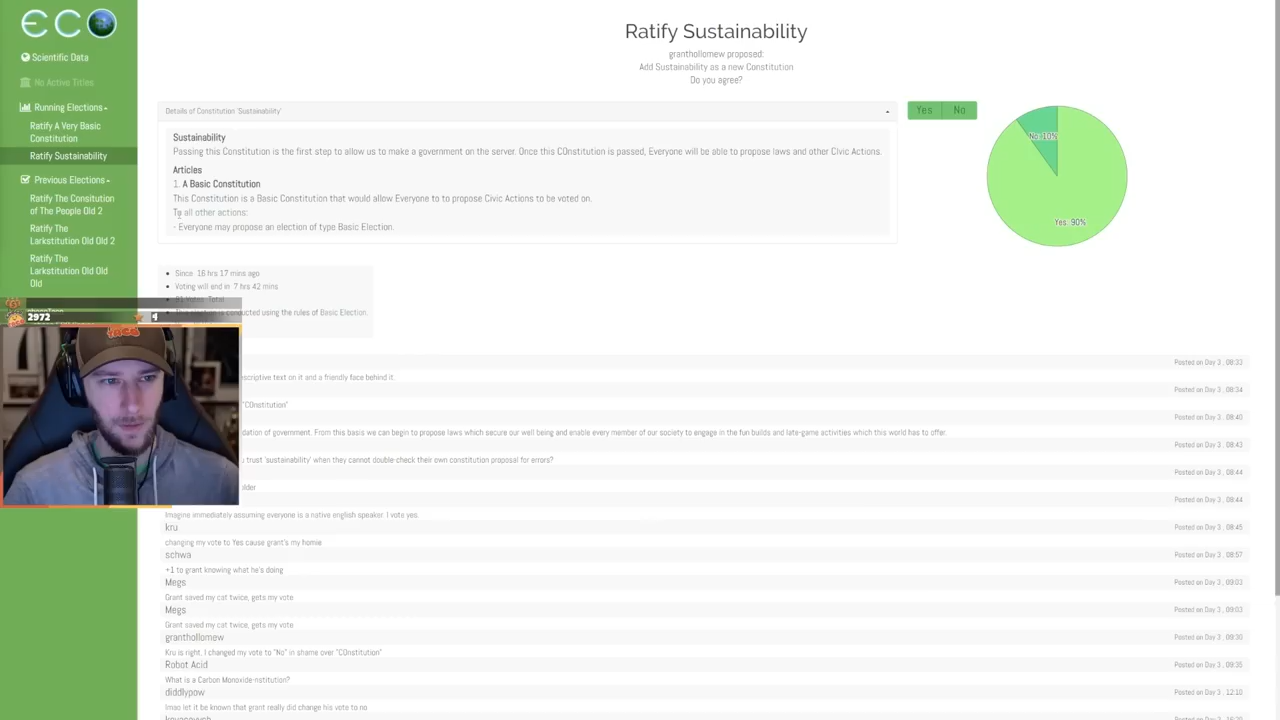 ECO
Scientific Data
No Active Titles
Running Elections
Ratify A Very Basic
Constitution
Ratify Sustainability
Previous Elections
Ratify The Consitution
of The People Old 2
Ratify The
Larkstitution Old Old 2
Ratify The
Larkstitution Old Old
Old
2972
4
Ratify Sustainability
granthollomew proposed:
Add Sustainability as a new Constitution
Do you agree?
Details of Constitution 'Sustainability'
Sustainability
Passing this Constitution is the first step to allow us to make a government on the server. Once this COnstitution is passed, Everyone will be able to propose laws and other Civic Actions.
Articles
1. A Basic Constitution
This Constitution is a Basic Constitution that would allow Everyone to to propose Civic Actions to be voted on.
all other actions:
- Everyone may propose an election of type Basic Election.
Yes
No
No: 10%
Yes: 90%
Since 16 hrs 17 mins ago
Voting will end in 7 hr 42 mins
Total
conducted using the rules of Basic Election.
Posted on Day 3 , 08:33
scriptive text on it and a friendly face behind it.
Posted on Day 3 , 08:34
"COnstitution"
Posted on Day 3 , 08:40
dation of government. From this basis we can begin to propose laws which secure our well being and enable every member of our society to engage in the fun builds and late-game activities which this world has to offer.
Posted on Day 3 , 08:43
u trust 'sustainability' when they cannot double-check their own constitution proposal for errors?
Posted on Day 3 , 08:44
older
Posted on Day 3 , 08:44
Imagine immediately assuming everyone is a native english speaker. I vote yes.
kru
Posted on Day 3 , 08:45
changing my vote to Yes cause grant's my homie
schwa
Posted on Day 3 , 08:57
+1 to grant knowing what he's doing
Megs
Posted on Day 3 , 09:03
Grant saved my cat twice, gets my vote
Megs
Posted on Day 3 , 09:03
Grant saved my cat twice, gets my vote
granthollomew
Posted on Day 3 , 09:30
Kru is right, I changed my vote to "No" in shame over "COnstitution"
Robot Acid
Posted on Day 3 , 09:35
What is a Carbon Monoxide-nstitution?
diddlypow
Posted on Day 3 , 12:10
lmao let it be known that grant really did change his vote to no